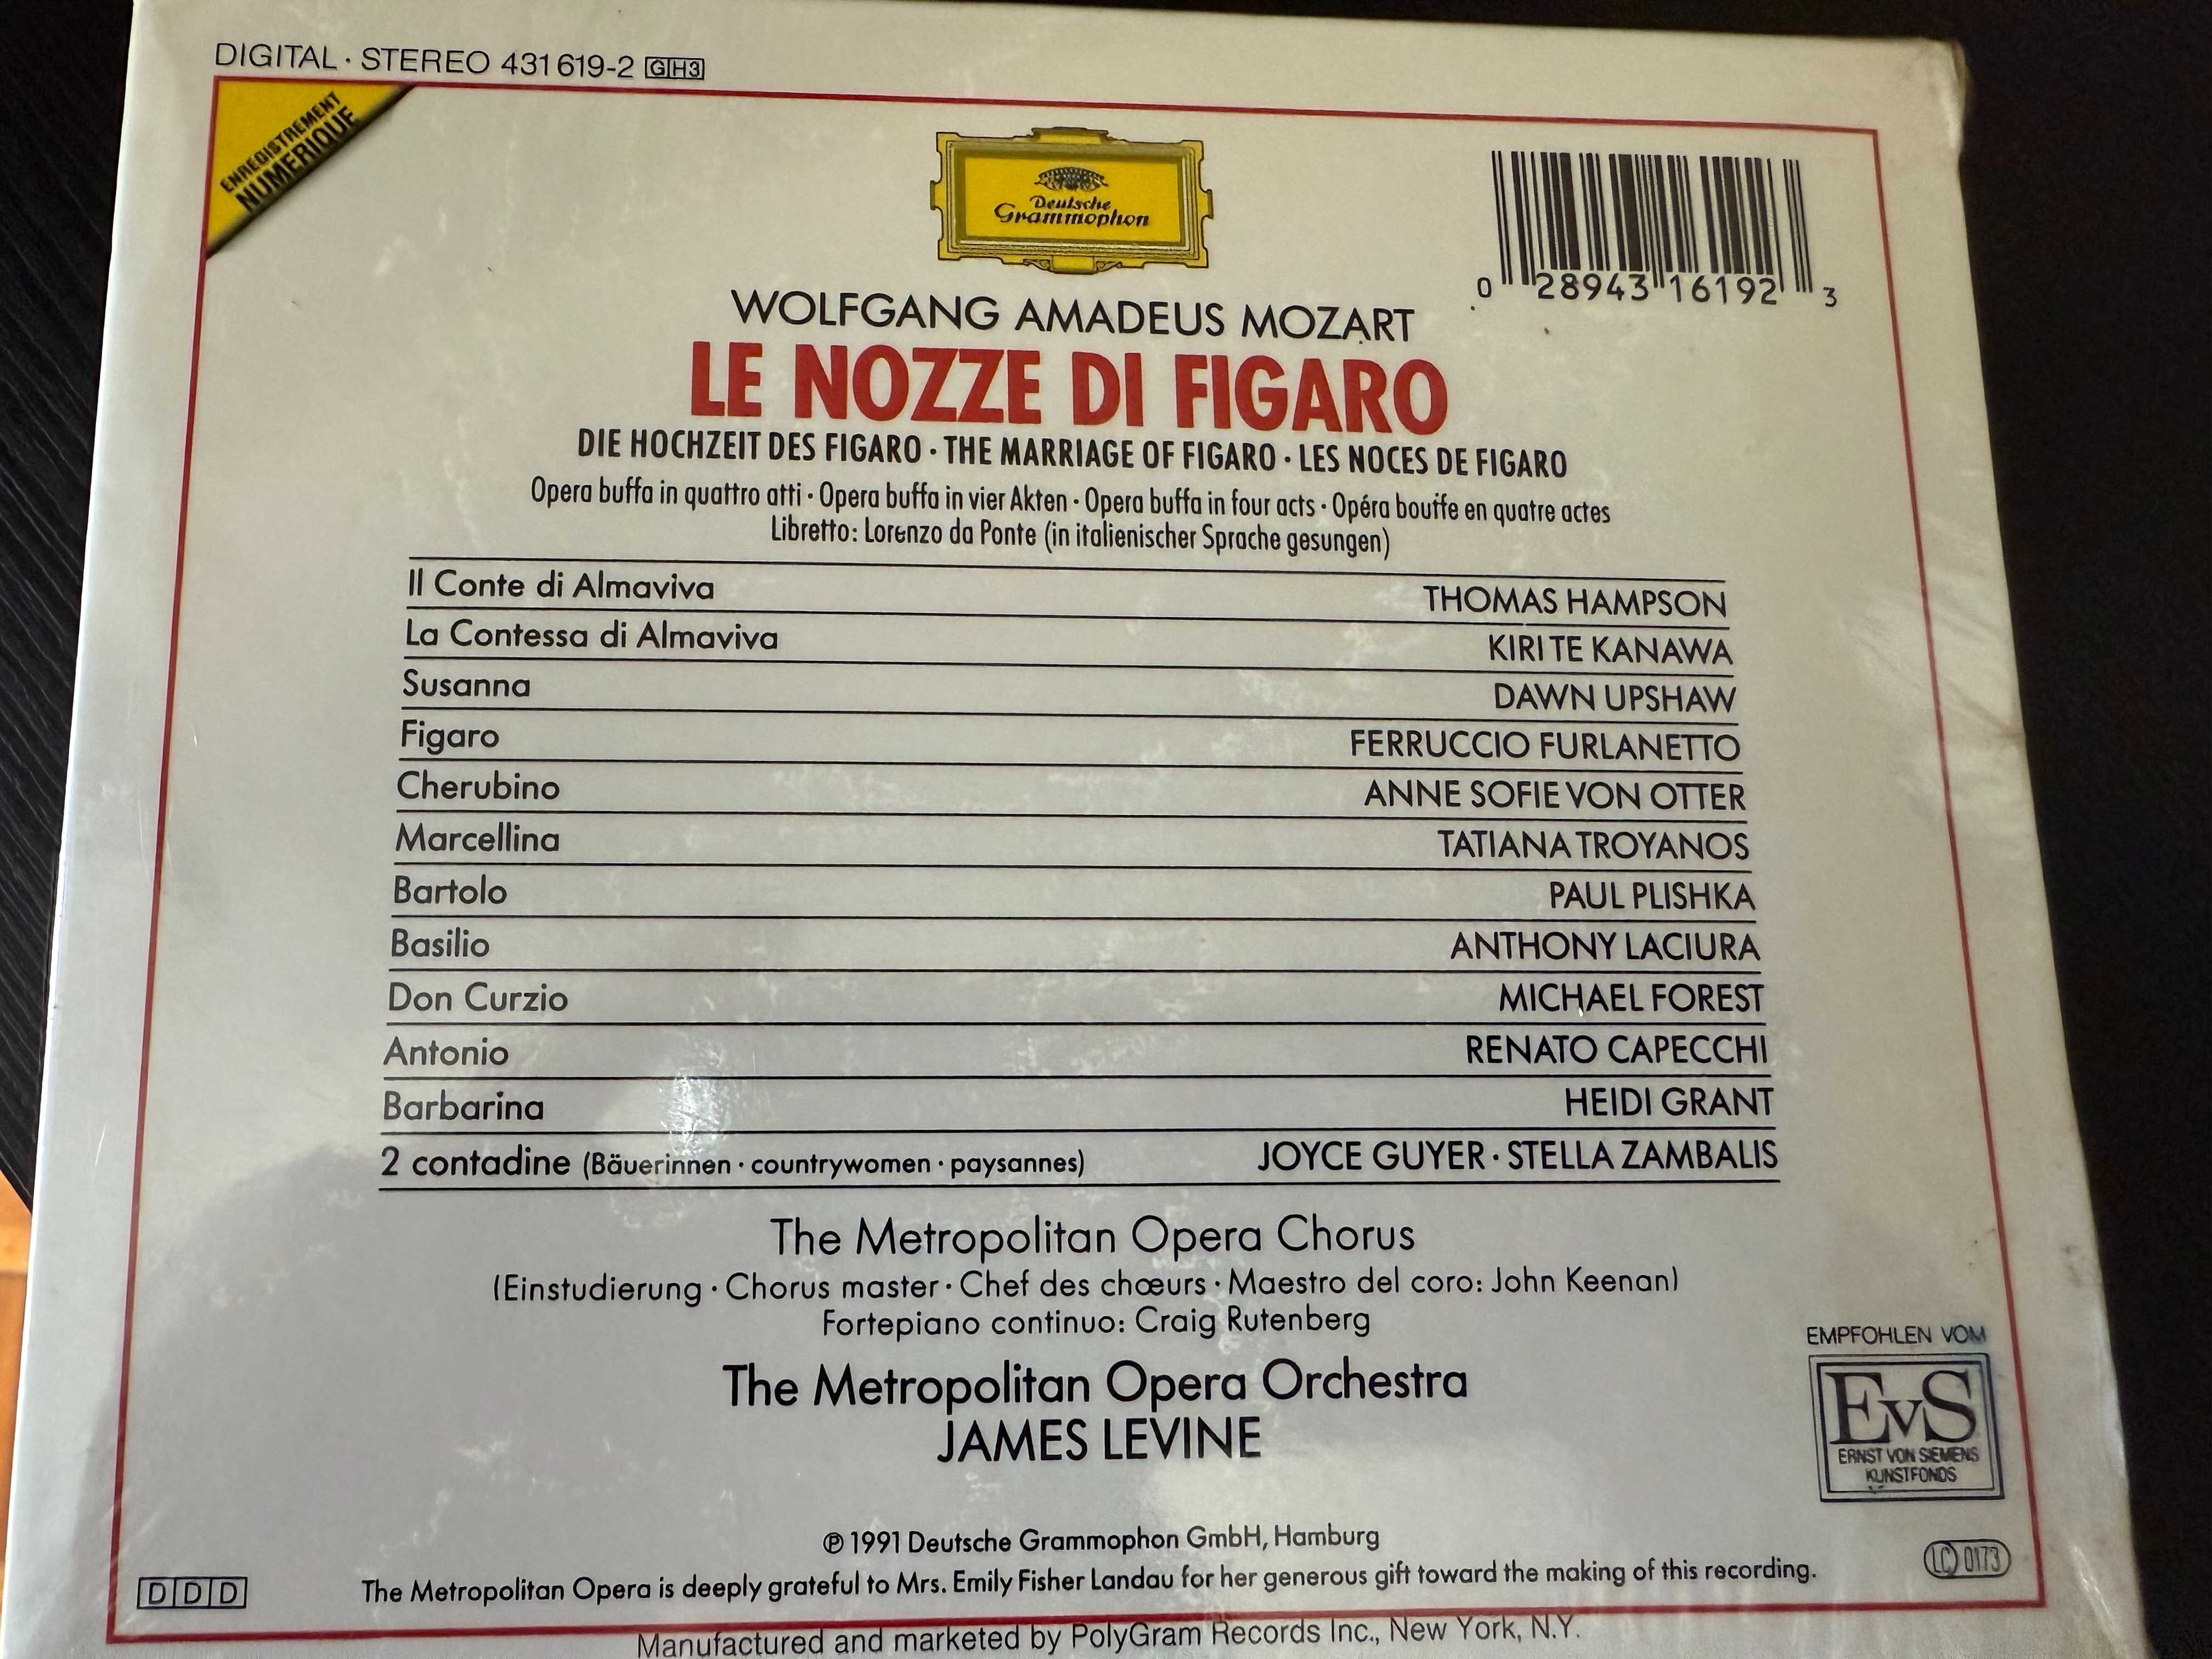 DIGITAL · STEREO 431 619-2 GH3
ENREGISTREMENT
NUMERIQUE
Deutsche
Grammophon
0 28943 16192 3
WOLFGANG AMADEUS MOZART
LE NOZZE DI FIGARO
DIE HOCHZEIT DES FIGARO · THE MARRIAGE OF FIGARO · LES NOCES DE FIGARO
Opera buffa in quattro atti · Opera buffa in vier Akten · Opera buffa in four acts · Opéra bouffe en quatre actes
Libretto: Lorenzo da Ponte (in italienischer Sprache gesungen)
Il Conte di Almaviva THOMAS HAMPSON
La Contessa di Almaviva KIRI TE KANAWA
Susanna DAWN UPSHAW
Figaro FERRUCCIO FURLANETTO
Cherubino ANNE SOFIE VON OTTER
Marcellina TATIANA TROYANOS
Bartolo PAUL PLISHKA
Basilio ANTHONY LACIURA
Don Curzio MICHAEL FOREST
Antonio RENATO CAPECCHI
Barbarina HEIDI GRANT
2 contadine (Bäuerinnen · countrywomen · paysannes) JOYCE GUYER · STELLA ZAMBALIS
The Metropolitan Opera Chorus
(Einstudierung · Chorus master · Chef des chœurs · Maestro del coro: John Keenan)
Fortepiano continuo: Craig Rutenberg
The Metropolitan Opera Orchestra
JAMES LEVINE
EMPFOHLEN VOM
EvS
ERNST VON SIEMENS
KUNSTFONDS
℗ 1991 Deutsche Grammophon GmbH, Hamburg
The Metropolitan Opera is deeply grateful to Mrs. Emily Fisher Landau for her generous gift toward the making of this recording.
DDD
LC 0173
Manufactured and marketed by PolyGram Records Inc., New York, N.Y.